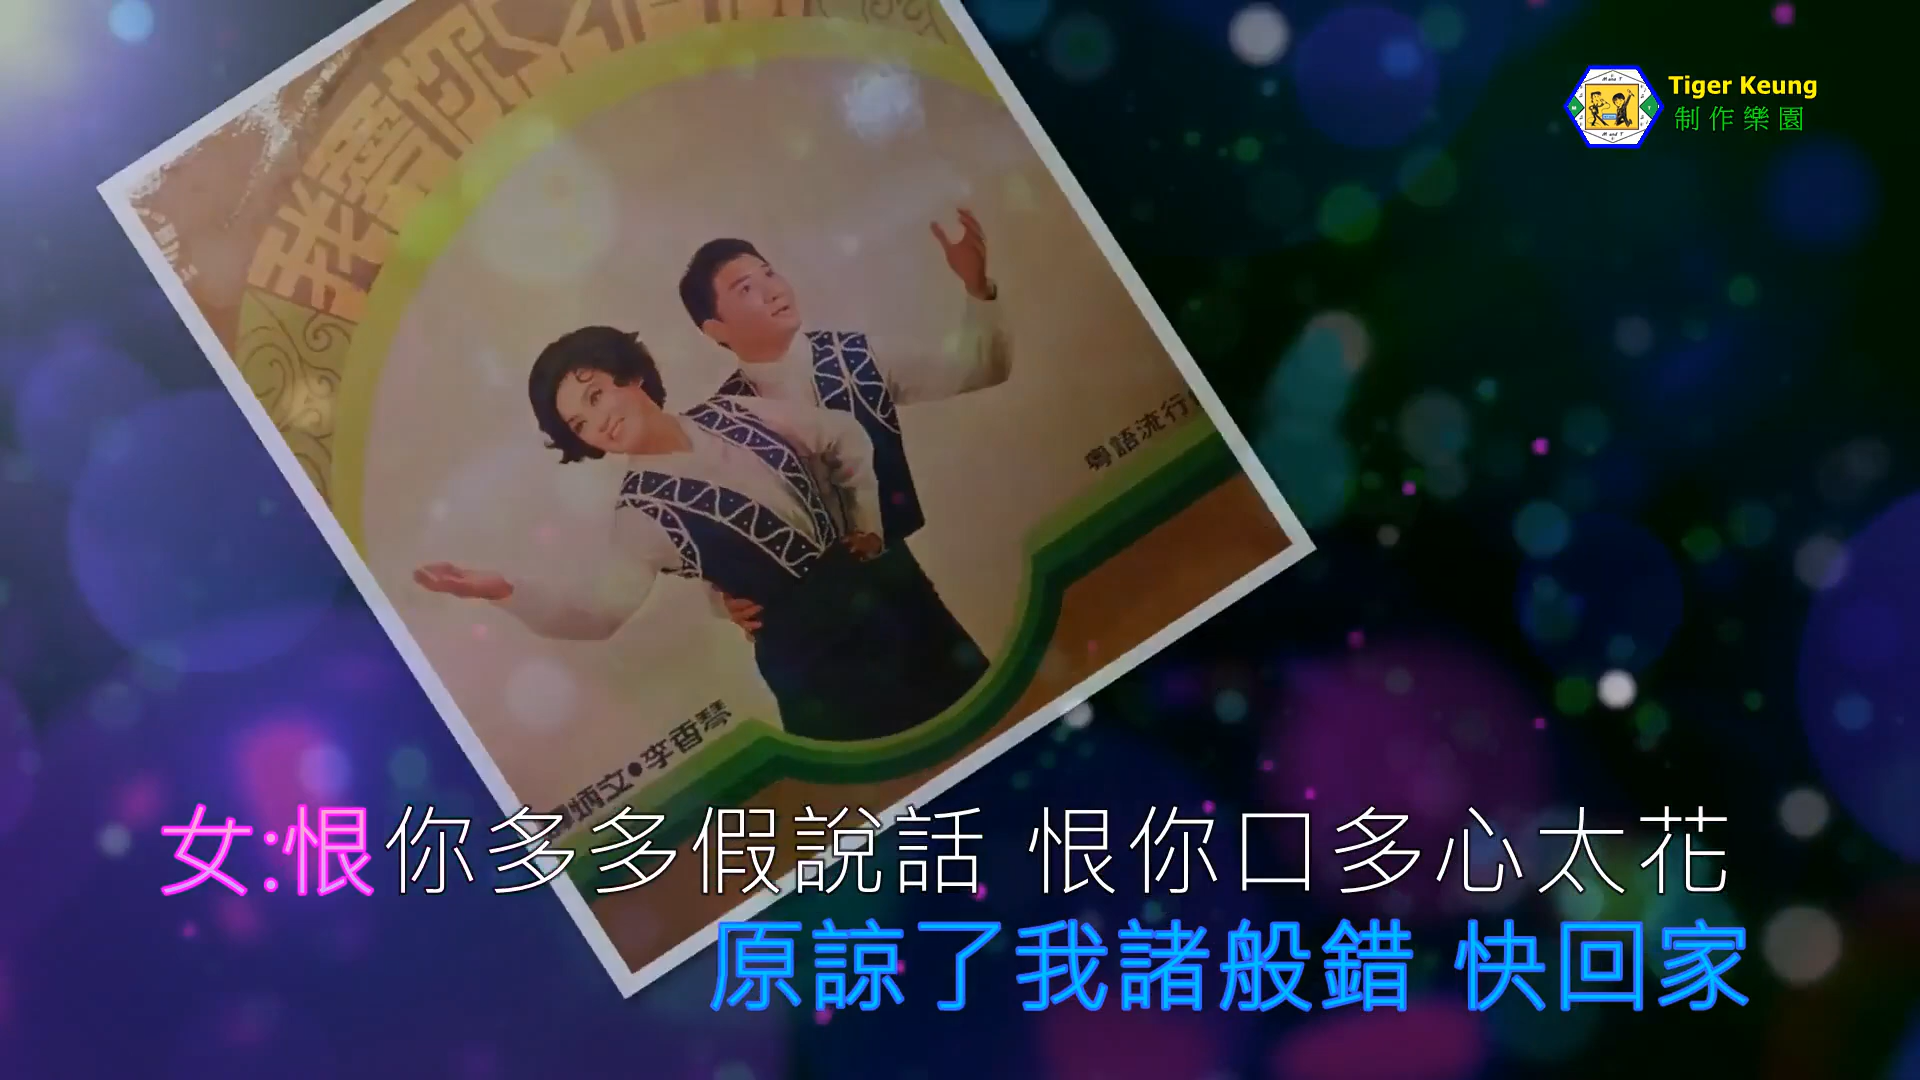 Tiger Keung
制作樂園
粵語流行
炳文•李香琴
女:恨你多多假說話 恨你口多心太花
原諒了我諸般錯 快回家